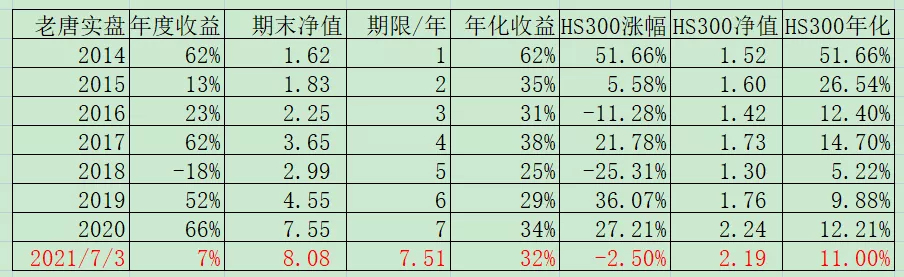 老唐实盘 年度收益 期末净值 期限/年 年化收益 HS300涨幅 HS300净值 HS300年化
2014 62% 1.62 1 62% 51.66% 1.52 51.66%
2015 13% 1.83 2 35% 5.58% 1.60 26.54%
2016 23% 2.25 3 31% -11.28% 1.42 12.40%
2017 62% 3.65 4 38% 21.78% 1.73 14.70%
2018 -18% 2.99 5 25% -25.31% 1.30 5.22%
2019 52% 4.55 6 29% 36.07% 1.76 9.88%
2020 66% 7.55 7 34% 27.21% 2.24 12.21%
2021/7/3 7% 8.08 7.51 32% -2.50% 2.19 11.00%